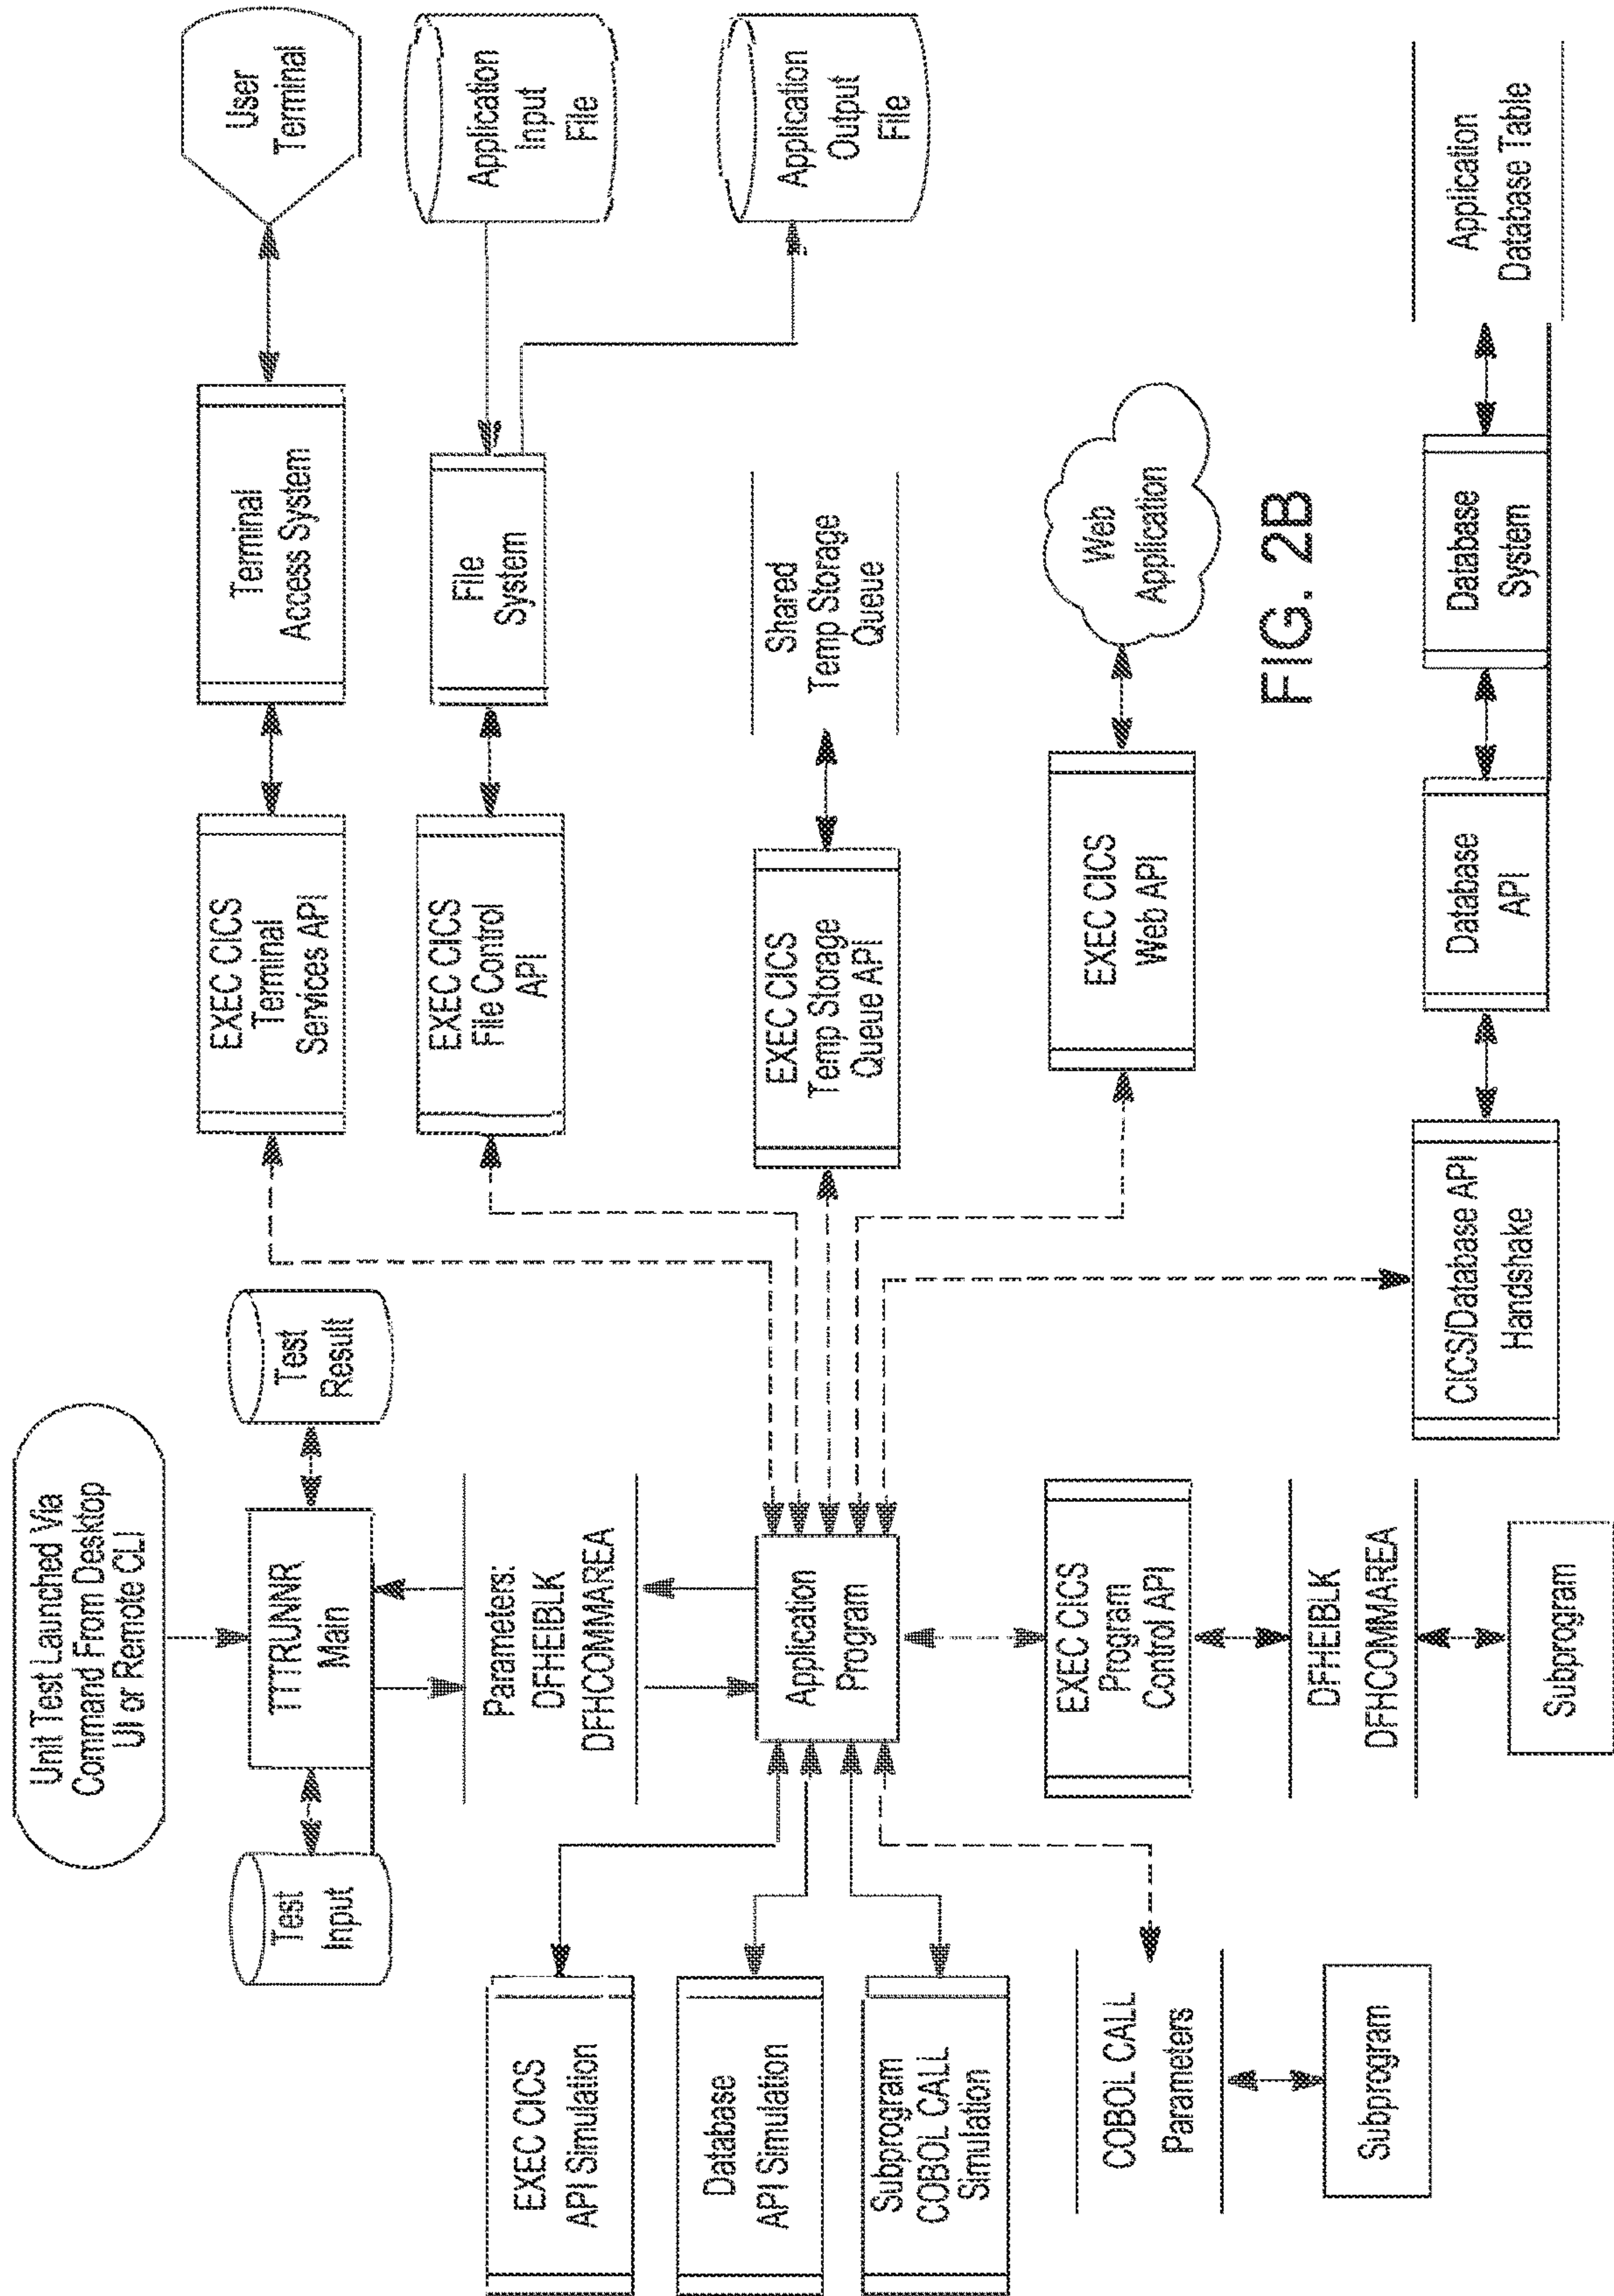 Unit Test Launched Via
Command From Desktop
UI or Remote CLI
Test
Input
TTTRUNNR
Main
Test
Result
Parameters:
DFHEIBLK
DFHCOMMAREA
Application
Program
EXEC CICS
API Simulation
Database
API Simulation
Subprogram
COBOL CALL
Simulation
COBOL CALL
Parameters
Subprogram
EXEC CICS
Program
Control API
DFHEIBLK
DFHCOMMAREA
Subprogram
EXEC CICS
Terminal
Services API
Terminal
Access System
User
Terminal
EXEC CICS
File Control
API
File
System
Application
Input
File
Application
Output
File
EXEC CICS
Temp Storage
Queue API
Shared
Temp Storage
Queue
EXEC CICS
Web API
Web
Application
CICS/Database API
Handshake
Database
API
Database
System
Application
Database Table
FIG. 2B